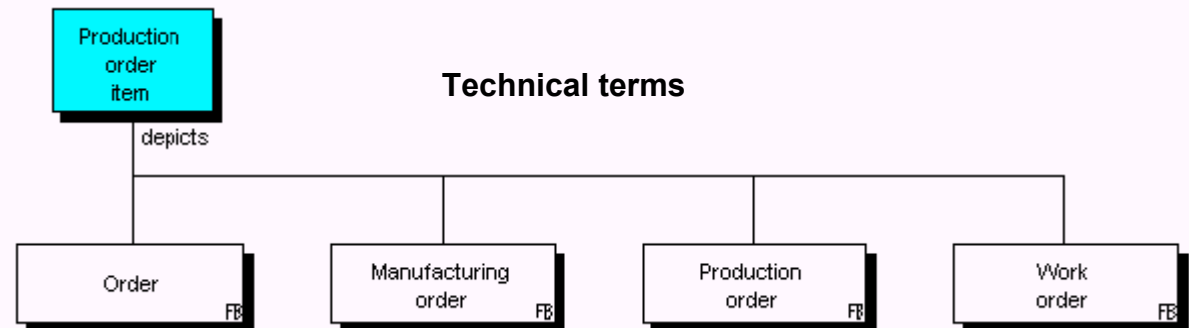 Production
order
item
Technical terms
depicts
Order
FB
Manufacturing
order
FB
Production
order
FB
Work
order
FB